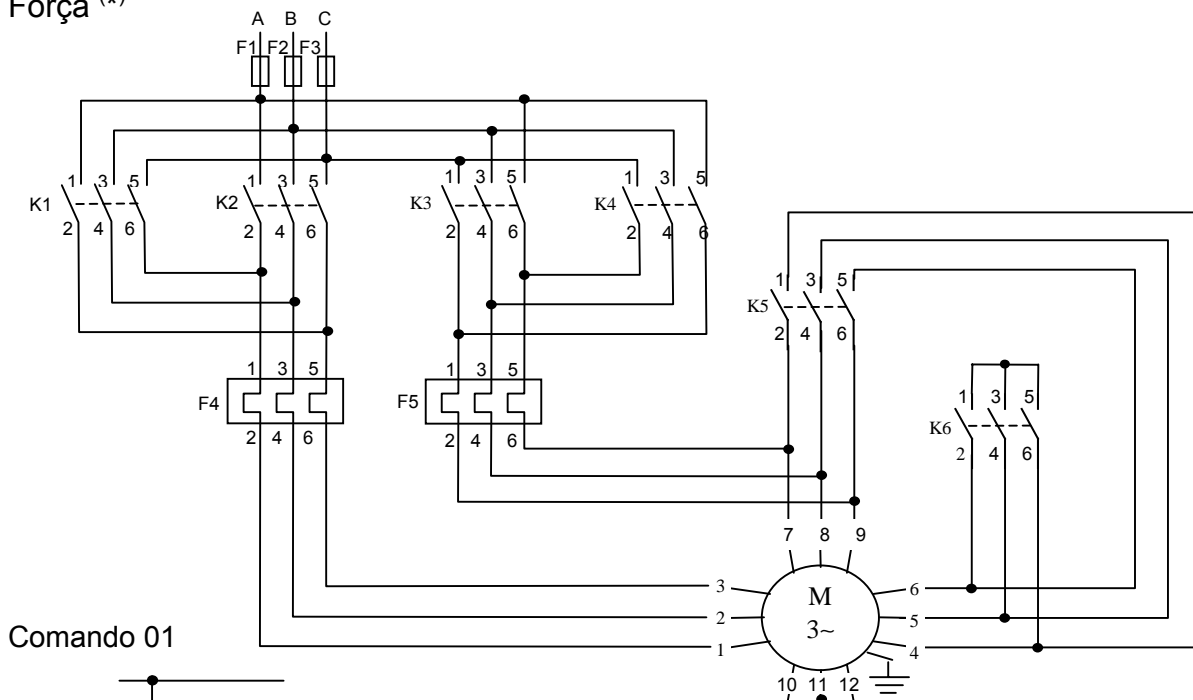 Força (*)
A B C
F1 F2 F3
K1 1 3 5
2 4 6
K2 1 3 5
2 4 6
K3 1 3 5
2 4 6
K4 1 3 5
2 4 6
K5 1 3 5
2 4 6
K6 1 3 5
2 4 6
F4 1 3 5
2 4 6
F5 1 3 5
2 4 6
7 8 9
3 M 6
2 3~ 5
1 4
10 11 12
Comando 01